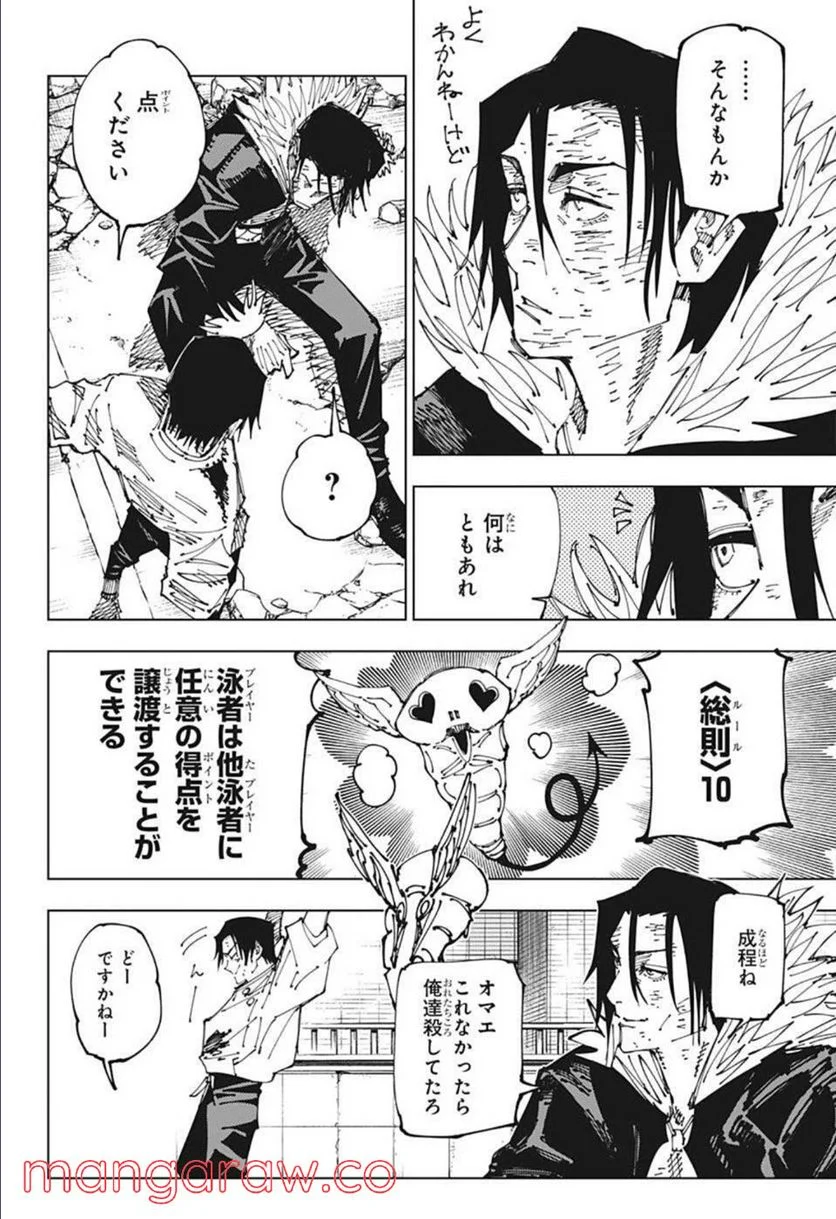 ……
そんなもんか
よく
わかんねーけど
何は
ともあれ
点
ください
?
〈総則〉10
泳者は他泳者に
任意の得点を
譲渡することが
できる
成程ね
オマエ
これなかったら
俺達殺してたろ
どー
ですかねー
ん
mangaraw.co